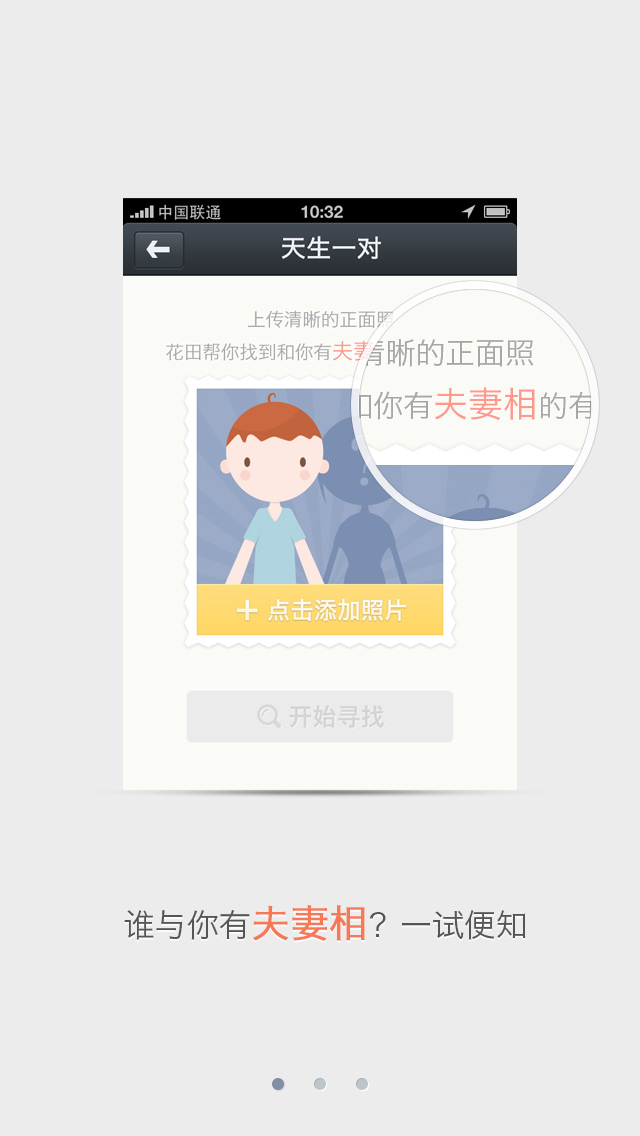 中国联通 10:32
天生一对
上传清晰的正面照
花田帮你找到和你有夫妻
清晰的正面照
和你有夫妻相的有
点击添加照片
开始寻找
谁与你有夫妻相？一试便知